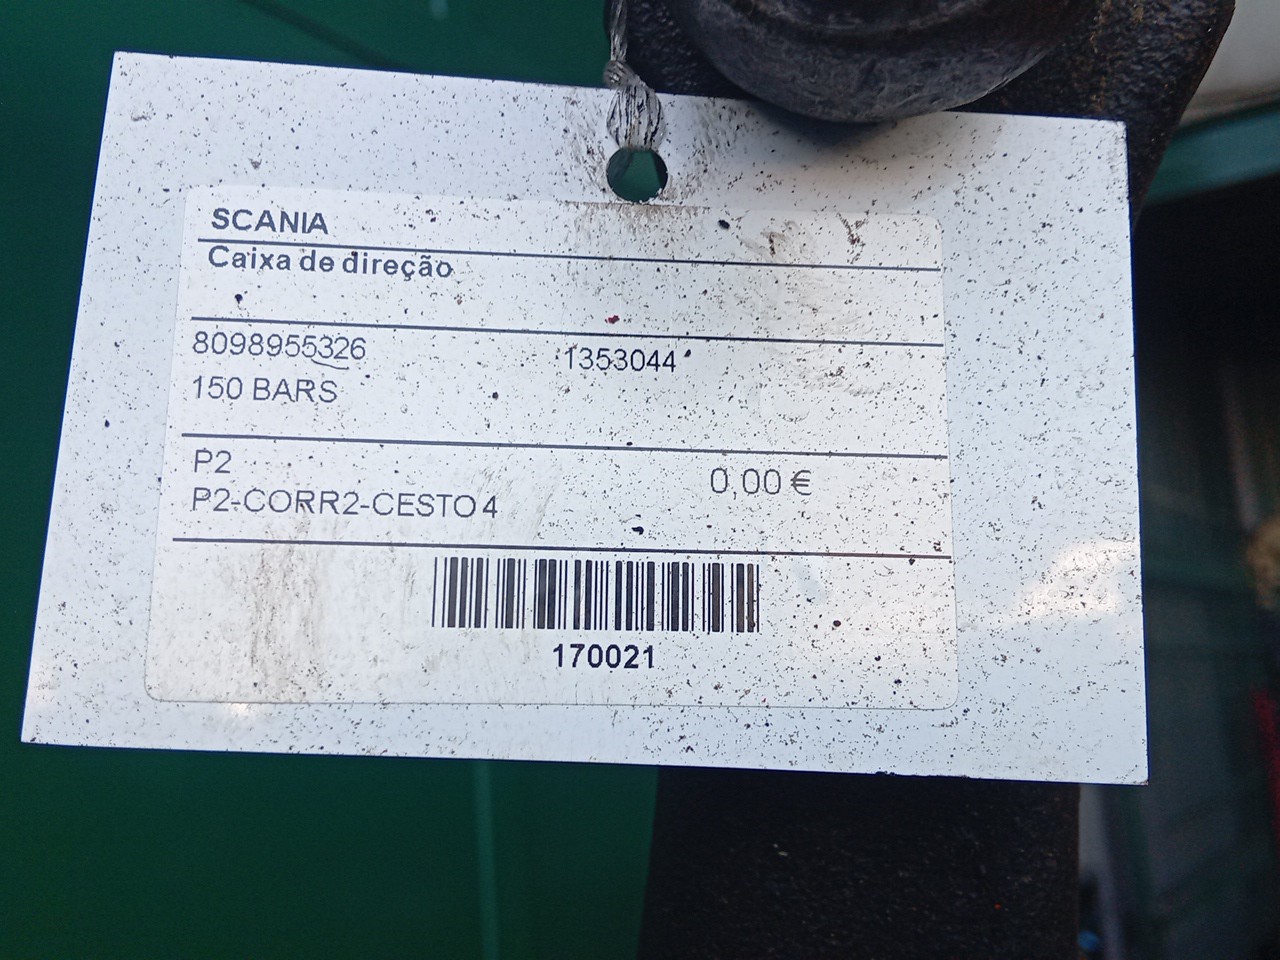 SCANIA
Caixa de direção
8098955326 1353044
150 BARS
P2 0,00 €
P2-CORR2-CESTO 4
170021